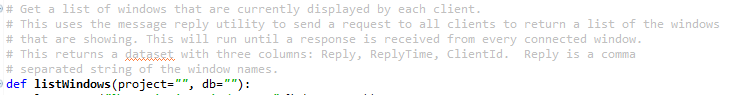 # Get a list of windows that are currently displayed by each client.
# This uses the message reply utility to send a request to all clients to return a list of the windows
# that are showing. This will run until a response is received from every connected window.
# This returns a dataset with three columns: Reply, ReplyTime, ClientId.  Reply is a comma
# separated string of the window names.
def listWindows(project="", db=""):